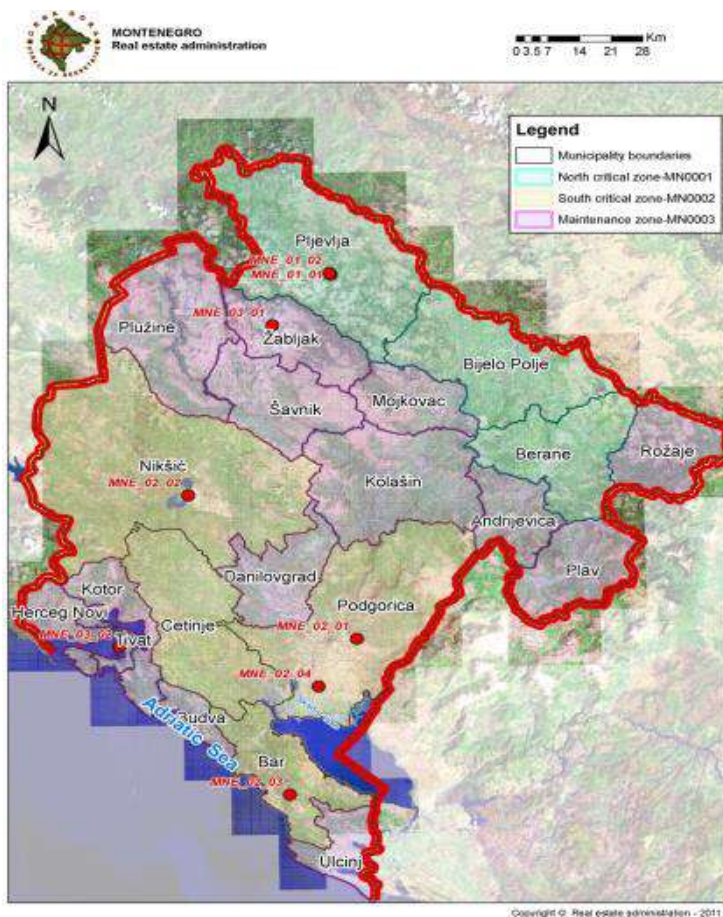 MONTENEGRO
Real estate administration
Km
0 3.5 7 14 21 28
N
Legend
Municipality boundaries
North critical zone-MN0001
South critical zone-MN0002
Maintenance zone-MN0003
Pljevlja
MNE_01_02
MNE_01_01
MNE_03_01
Plužine
Žabljak
Bijelo Polje
Šavnik
Mojkovac
Berane
Rožaje
Nikšić
MNE_02_02
Kolašin
Andrijevica
Plav
Danilovgrad
Kotor
Herceg Novi
Cetinje
Podgorica
MNE_02_01
Tivat
MNE_02_04
Adriatic Sea
Budva
Bar
MNE_02_03
Ulcinj
Copyright © Real estate administration - 2011